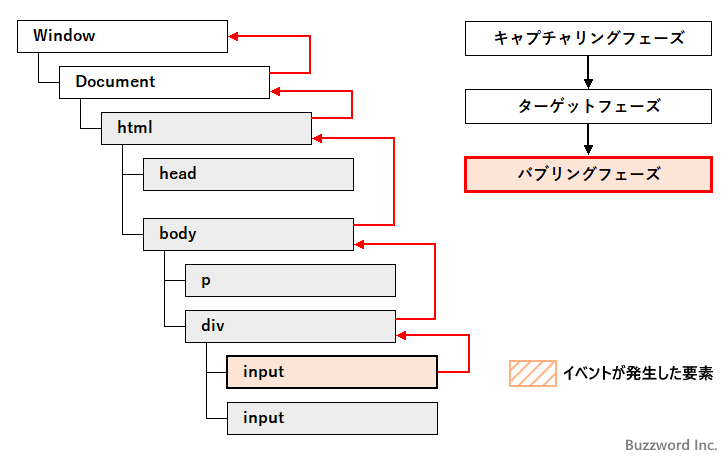 Window
Document
html
head
body
p
div
input
input
キャプチャリングフェーズ
ターゲットフェーズ
バブリングフェーズ
イベントが発生した要素
Buzzword Inc.